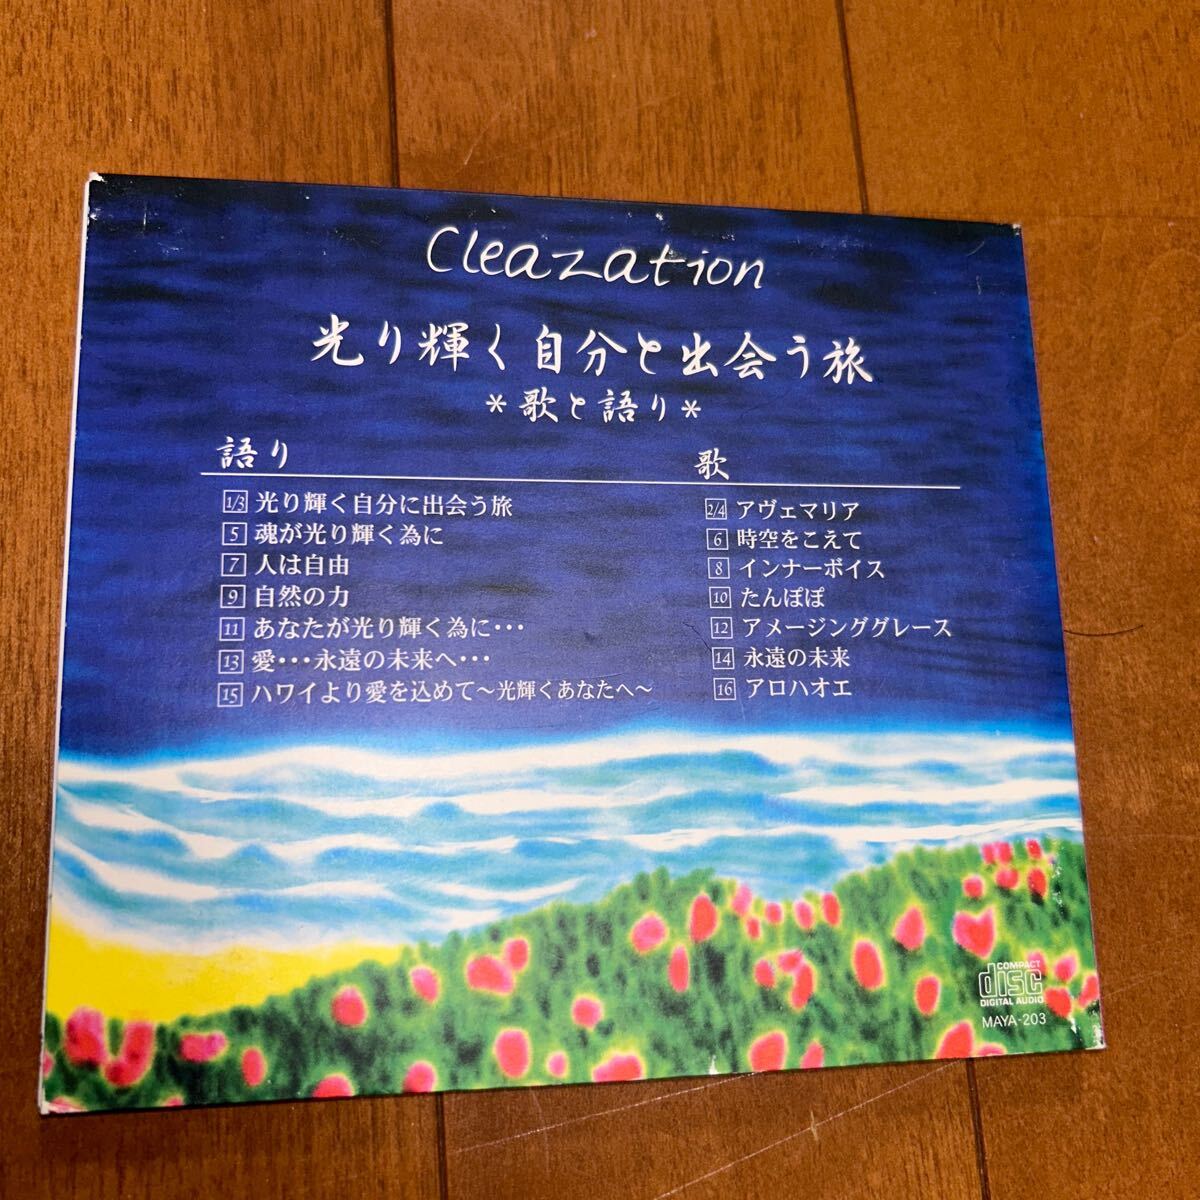 Cleazation
光り輝く自分と出会う旅
*歌と語り*
語り
1/3 光り輝く自分に出会う旅
5 魂が光り輝く為に
7 人は自由
9 自然の力
11 あなたが光り輝く為に･･･
13 愛･･･永遠の未来へ･･･
15 ハワイより愛を込めて～光輝くあなたへ～
歌
2/4 アヴェマリア
6 時空をこえて
8 インナーボイス
10 たんぽぽ
12 アメージンググレース
14 永遠の未来
16 アロハオエ
COMPACT
disc
DIGITAL AUDIO
MAYA-203